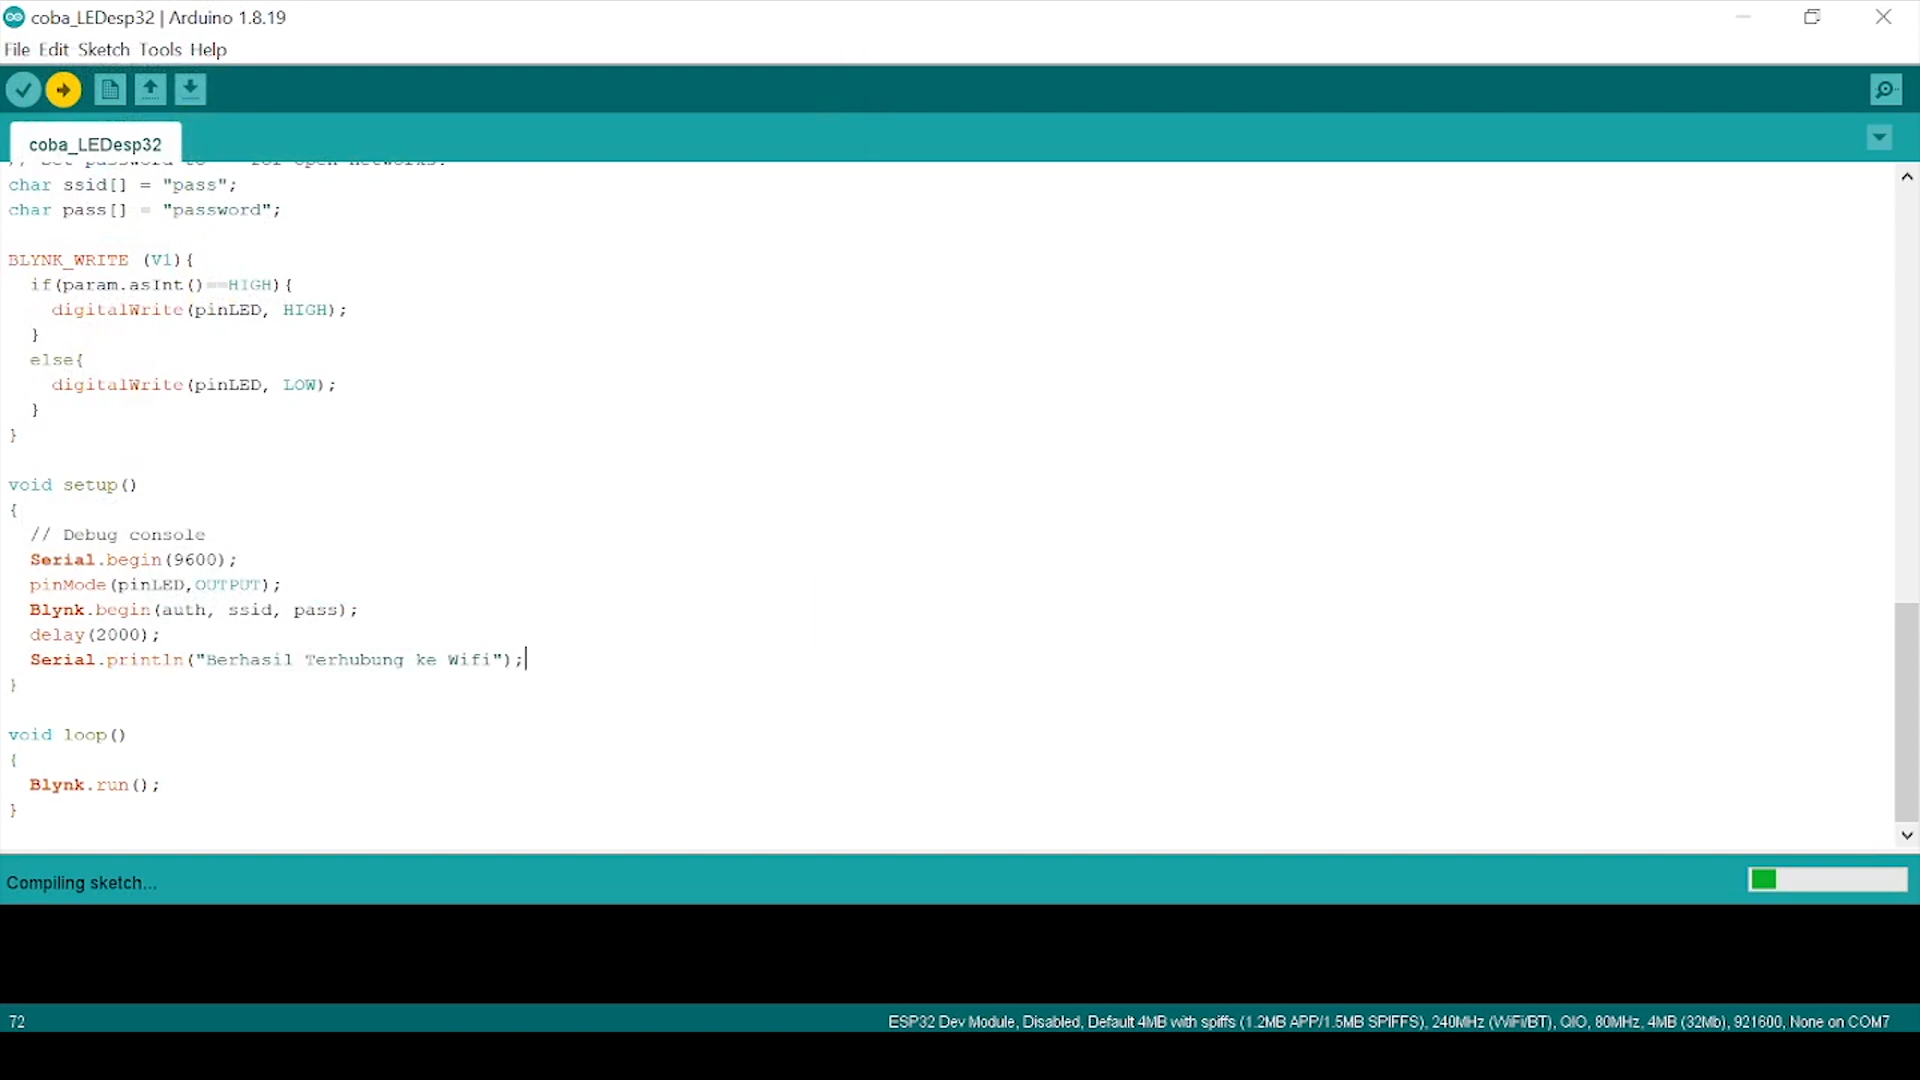 coba_LEDesp32 | Arduino 1.8.19
File Edit Sketch Tools Help
coba_LEDesp32
// Set password to for open networks.
char ssid[] = "pass";
char pass[] = "password";
BLYNK_WRITE (V1){
if(param.asInt()==HIGH){
digitalWrite(pinLED, HIGH);
}
else{
digitalWrite(pinLED, LOW);
}
}
void setup()
{
// Debug console
Serial.begin(9600);
pinMode(pinLED,OUTPUT);
Blynk.begin(auth, ssid, pass);
delay(2000);
Serial.println("Berhasil Terhubung ke Wifi");
}
void loop()
{
Blynk.run();
}
Compiling sketch...
72
ESP32 Dev Module, Disabled, Default 4MB with spiffs (1.2MB APP/1.5MB SPIFFS), 240MHz (WiFi/BT), QIO, 80MHz, 4MB (32Mb), 921600, None on COM7